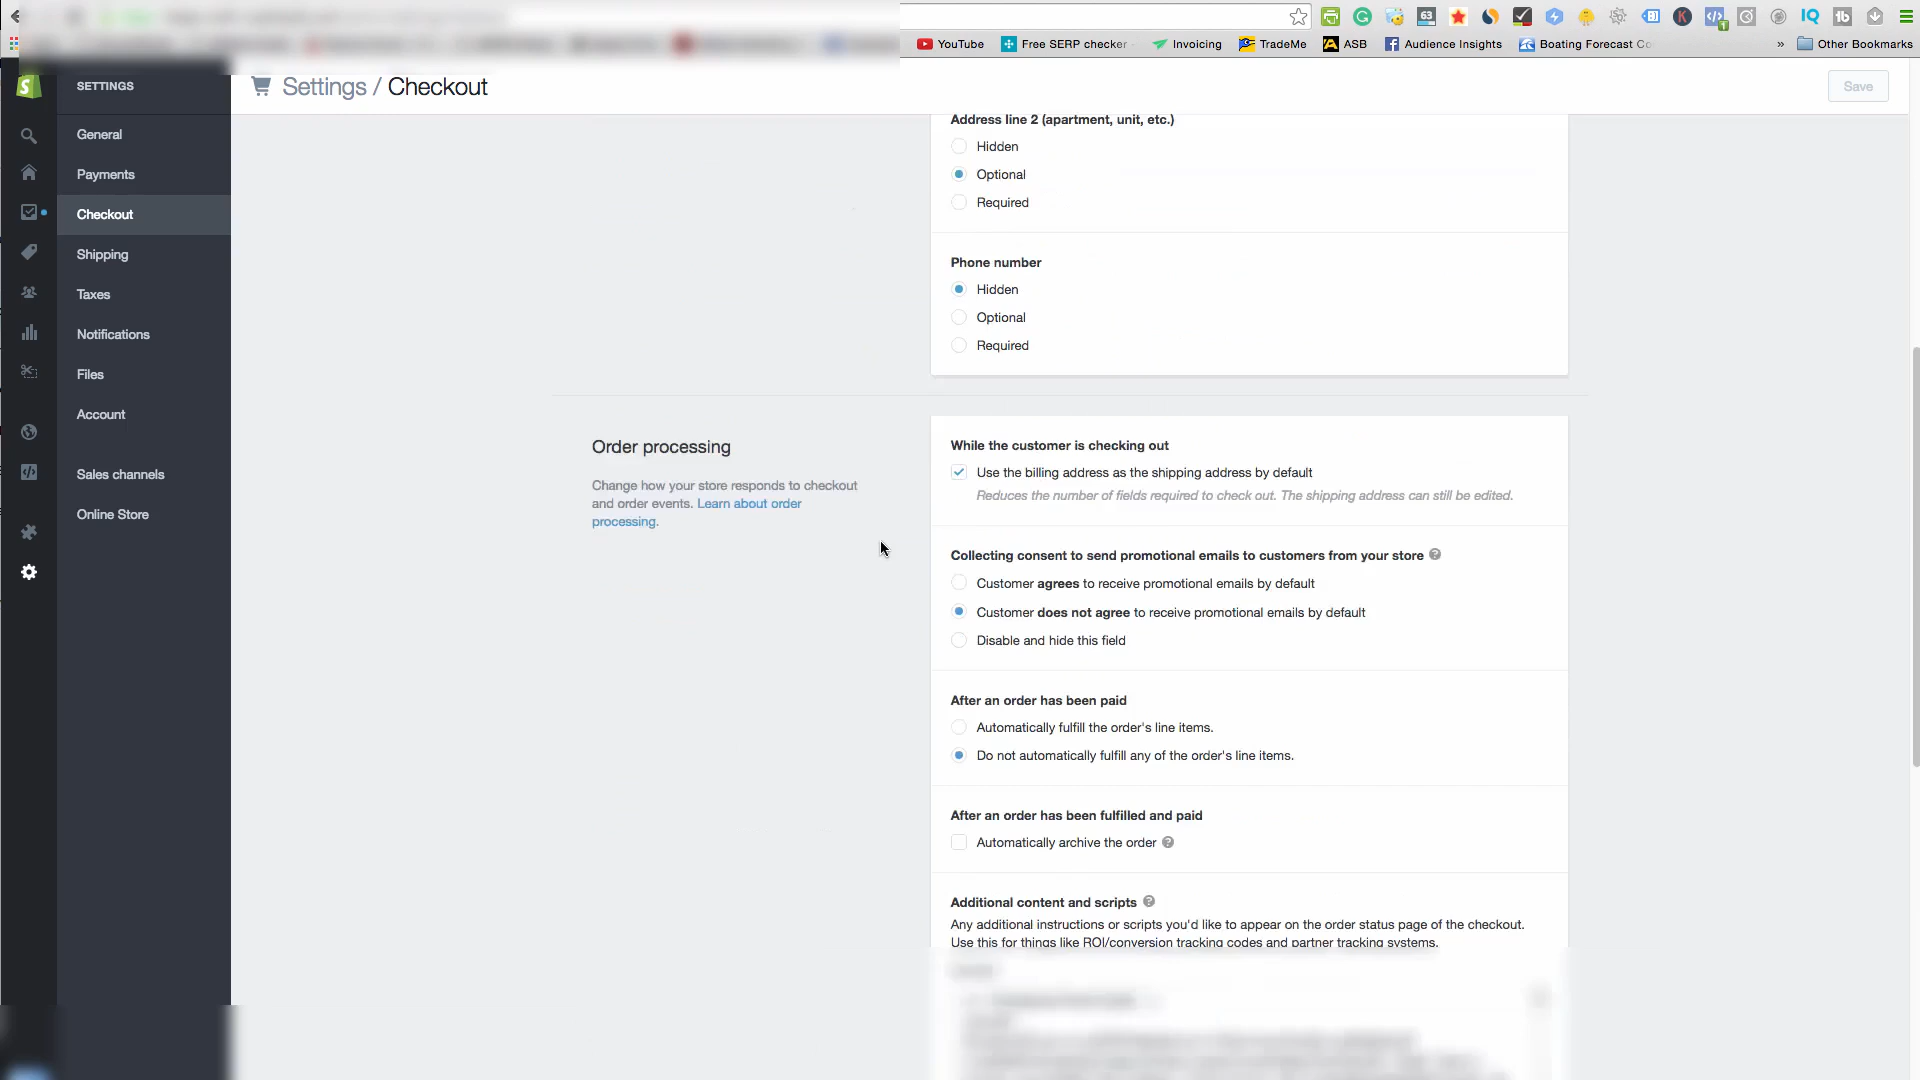 63
1
YouTube
Free SERP checker
Invoicing
TradeMe
ASB
Audience Insights
Boating Forecast Co
»
Other Bookmarks
SETTINGS
Settings / Checkout
Save
General
Payments
Checkout
Shipping
Taxes
Notifications
Files
Account
Sales channels
Online Store
Address line 2 (apartment, unit, etc.)
Hidden
Optional
Required
Phone number
Hidden
Optional
Required
Order processing
Change how your store responds to checkout
and order events. Learn about order
processing.
While the customer is checking out
Use the billing address as the shipping address by default
Reduces the number of fields required to check out. The shipping address can still be edited.
Collecting consent to send promotional emails to customers from your store
Customer agrees to receive promotional emails by default
Customer does not agree to receive promotional emails by default
Disable and hide this field
After an order has been paid
Automatically fulfill the order's line items.
Do not automatically fulfill any of the order's line items.
After an order has been fulfilled and paid
Automatically archive the order
Additional content and scripts
Any additional instructions or scripts you'd like to appear on the order status page of the checkout.
Use this for things like ROI/conversion tracking codes and partner tracking systems.